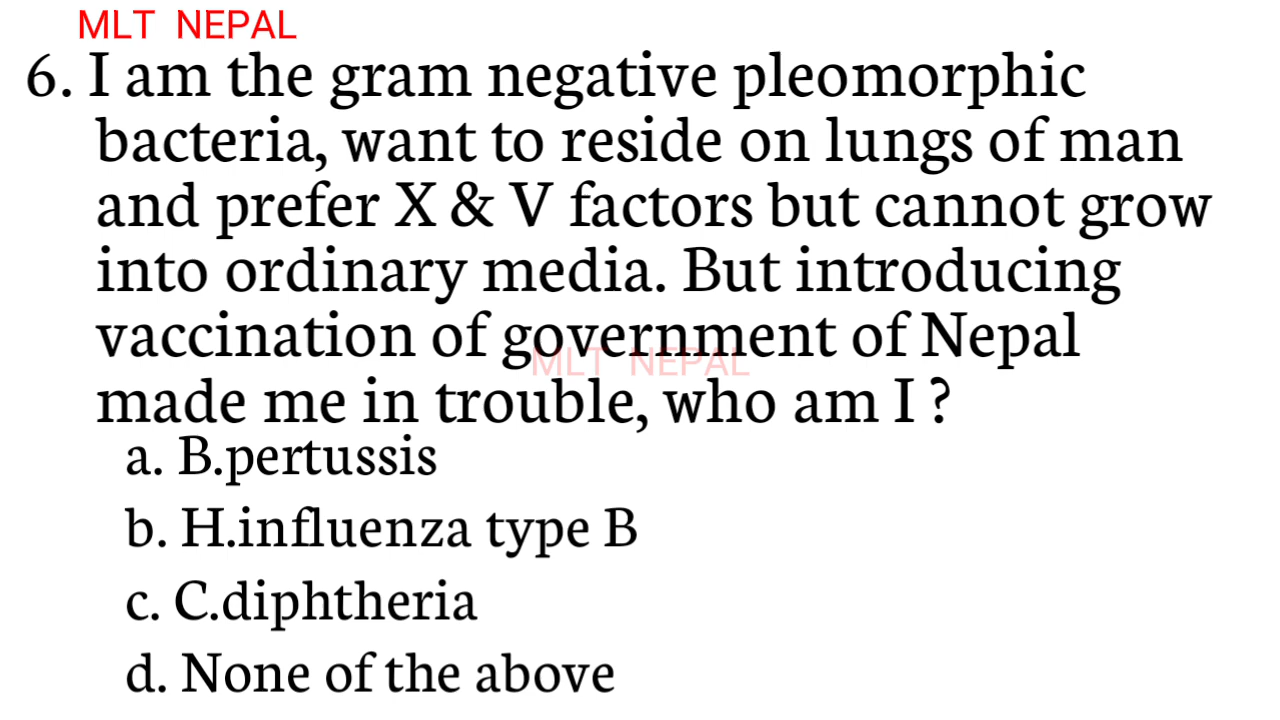 MLT NEPAL
6. I am the gram negative pleomorphic
bacteria, want to reside on lungs of man
and prefer X & V factors but cannot grow
into ordinary media. But introducing
vaccination of government of Nepal
MLT NEPAL
made me in trouble, who am I ?
a. B.pertussis
b. H.influenza type B
c. C.diphtheria
d. None of the above